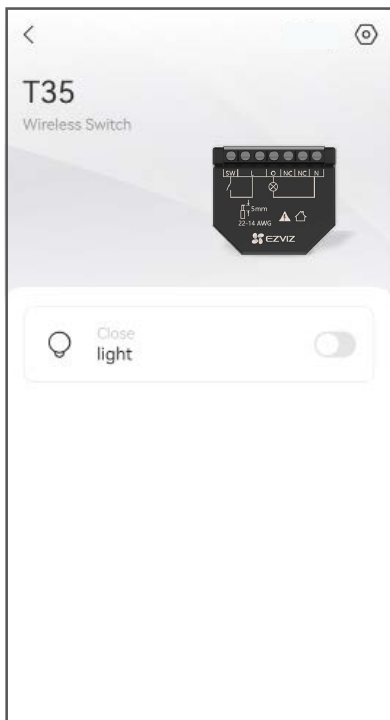 T35
Wireless Switch
SW L O NC NC N
5mm
22-14 AWG
EZVIZ
Close
light